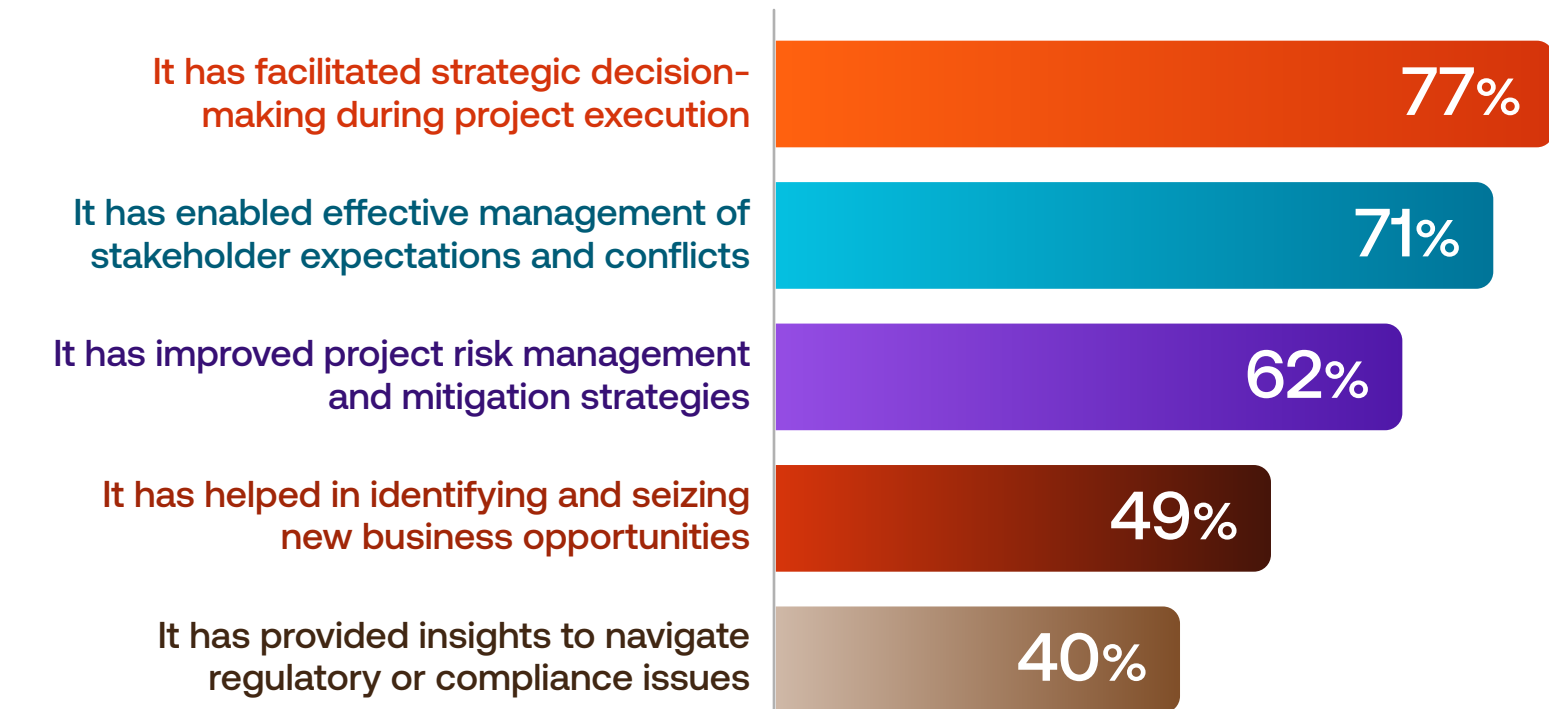 It has facilitated strategic decision-
making during project execution
77%
It has enabled effective management of
stakeholder expectations and conflicts
71%
It has improved project risk management
and mitigation strategies
62%
It has helped in identifying and seizing
new business opportunities
49%
It has provided insights to navigate
regulatory or compliance issues
40%